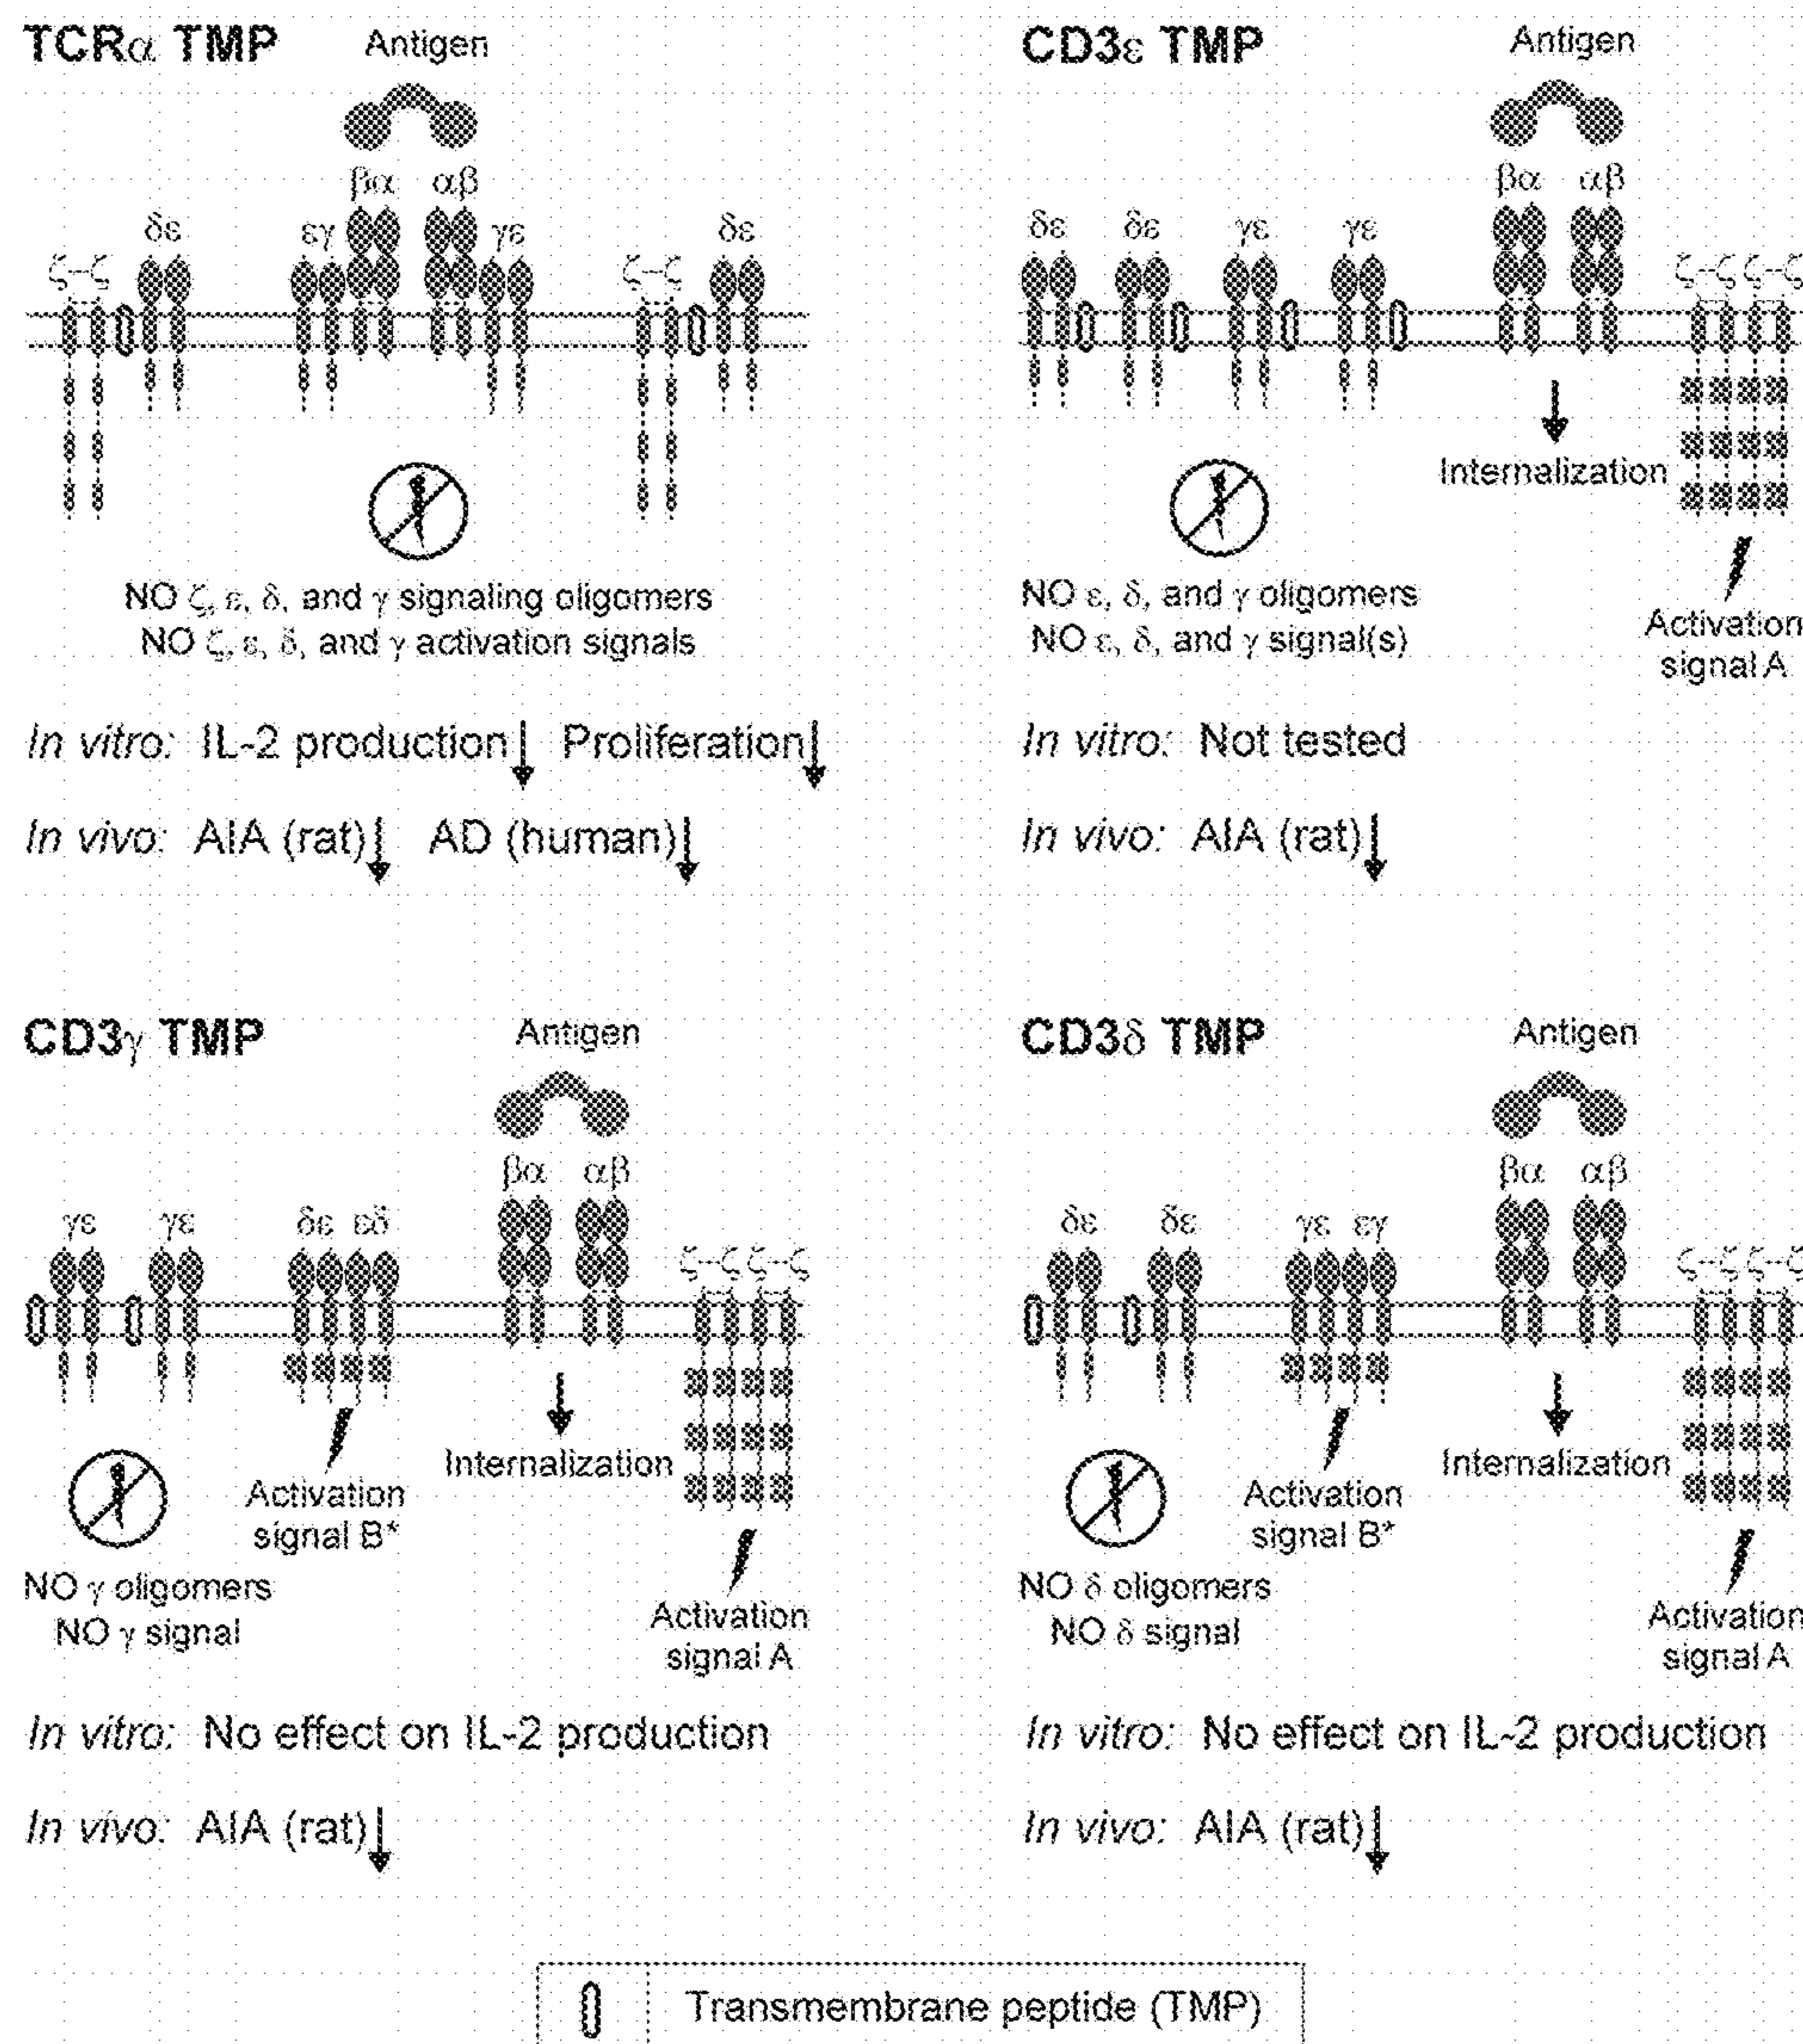 TCRα TMP
Antigen
βα αβ
δε
εγ
γε
δε
ζ--ζ
ζ--ζ
NO ζ, ε, δ, and γ signaling oligomers
NO ζ, ε, δ, and γ activation signals
In vitro: IL-2 production↓ Proliferation↓
In vivo: AIA (rat)↓ AD (human)↓
CD3ε TMP
Antigen
βα αβ
δε δε γε γε
ζ--ζ ζ--ζ
Internalization
NO ε, δ, and γ oligomers
NO ε, δ, and γ signal(s)
Activation
signal A
In vitro: Not tested
In vivo: AIA (rat)↓
CD3γ TMP
Antigen
βα αβ
γε γε δε εδ
ζ--ζ ζ--ζ
Internalization
Activation
signal B*
NO γ oligomers
NO γ signal
Activation
signal A
In vitro: No effect on IL-2 production
In vivo: AIA (rat)↓
CD3δ TMP
Antigen
βα αβ
δε δε γε εγ
ζ--ζ ζ--ζ
Internalization
Activation
signal B*
NO δ oligomers
NO δ signal
Activation
signal A
In vitro: No effect on IL-2 production
In vivo: AIA (rat)↓
Transmembrane peptide (TMP)